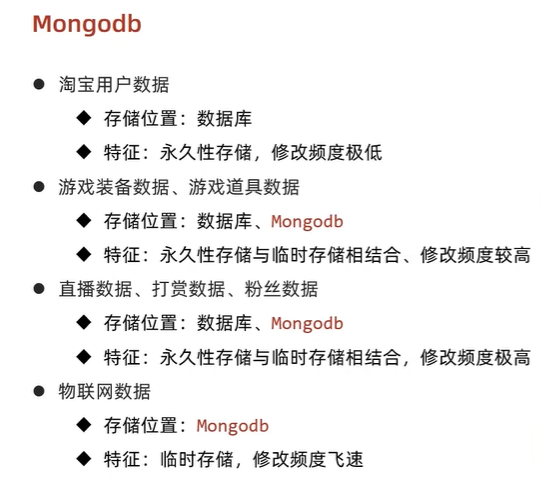 Mongodb
● 淘宝用户数据
◆ 存储位置：数据库
◆ 特征：永久性存储，修改频度极低
● 游戏装备数据、游戏道具数据
◆ 存储位置：数据库、Mongodb
◆ 特征：永久性存储与临时存储相结合、修改频度较高
● 直播数据、打赏数据、粉丝数据
◆ 存储位置：数据库、Mongodb
◆ 特征：永久性存储与临时存储相结合，修改频度极高
● 物联网数据
◆ 存储位置：Mongodb
◆ 特征：临时存储，修改频度飞速